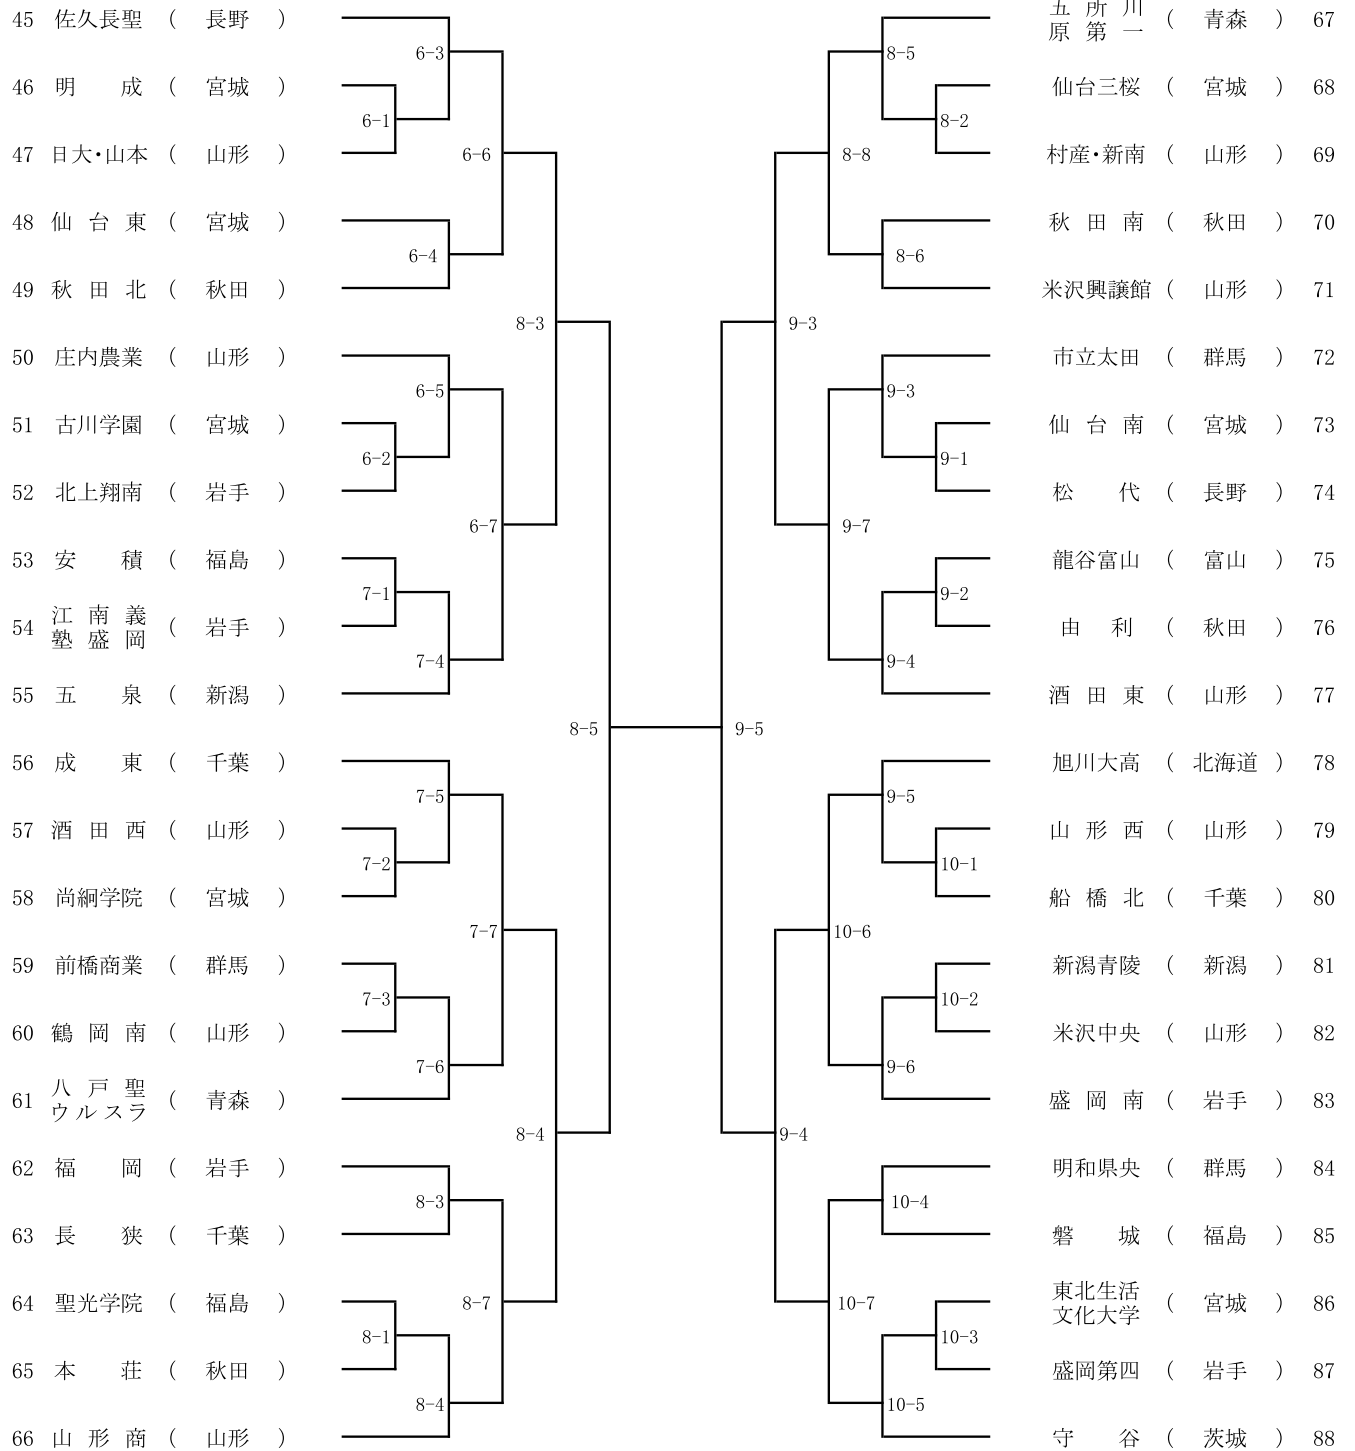 45 佐久長聖 ( 長野 )
6-3
46 明 成 ( 宮城 )
6-1
47 日大・山本 ( 山形 )
6-6
48 仙台東 ( 宮城 )
6-4
49 秋田北 ( 秋田 )
8-3
50 庄内農業 ( 山形 )
6-5
51 古川学園 ( 宮城 )
6-2
52 北上翔南 ( 岩手 )
6-7
53 安 積 ( 福島 )
7-1
54 江南義
塾盛岡 ( 岩手 )
7-4
55 五 泉 ( 新潟 )
8-5
56 成 東 ( 千葉 )
7-5
57 酒田西 ( 山形 )
7-2
58 尚絅学院 ( 宮城 )
7-7
59 前橋商業 ( 群馬 )
7-3
60 鶴岡南 ( 山形 )
7-6
61 八戸聖
ウルスラ ( 青森 )
8-4
62 福 岡 ( 岩手 )
8-3
63 長 狭 ( 千葉 )
64 聖光学院 ( 福島 )
8-7
8-1
65 本 荘 ( 秋田 )
8-4
66 山形商 ( 山形 )
五所川
原第一 ( 青森 ) 67
8-5
仙台三桜 ( 宮城 ) 68
8-2
村産・新南 ( 山形 ) 69
8-8
秋田南 ( 秋田 ) 70
8-6
米沢興譲館 ( 山形 ) 71
9-3
市立太田 ( 群馬 ) 72
9-3
仙台南 ( 宮城 ) 73
9-1
松 代 ( 長野 ) 74
9-7
龍谷富山 ( 富山 ) 75
9-2
由 利 ( 秋田 ) 76
9-4
酒田東 ( 山形 ) 77
9-5
旭川大高 ( 北海道 ) 78
9-5
山形西 ( 山形 ) 79
10-1
船橋北 ( 千葉 ) 80
10-6
新潟青陵 ( 新潟 ) 81
10-2
米沢中央 ( 山形 ) 82
9-6
盛岡南 ( 岩手 ) 83
9-4
明和県央 ( 群馬 ) 84
10-4
磐 城 ( 福島 ) 85
東北生活
文化大学 ( 宮城 ) 86
10-7
10-3
盛岡第四 ( 岩手 ) 87
10-5
守 谷 ( 茨城 ) 88